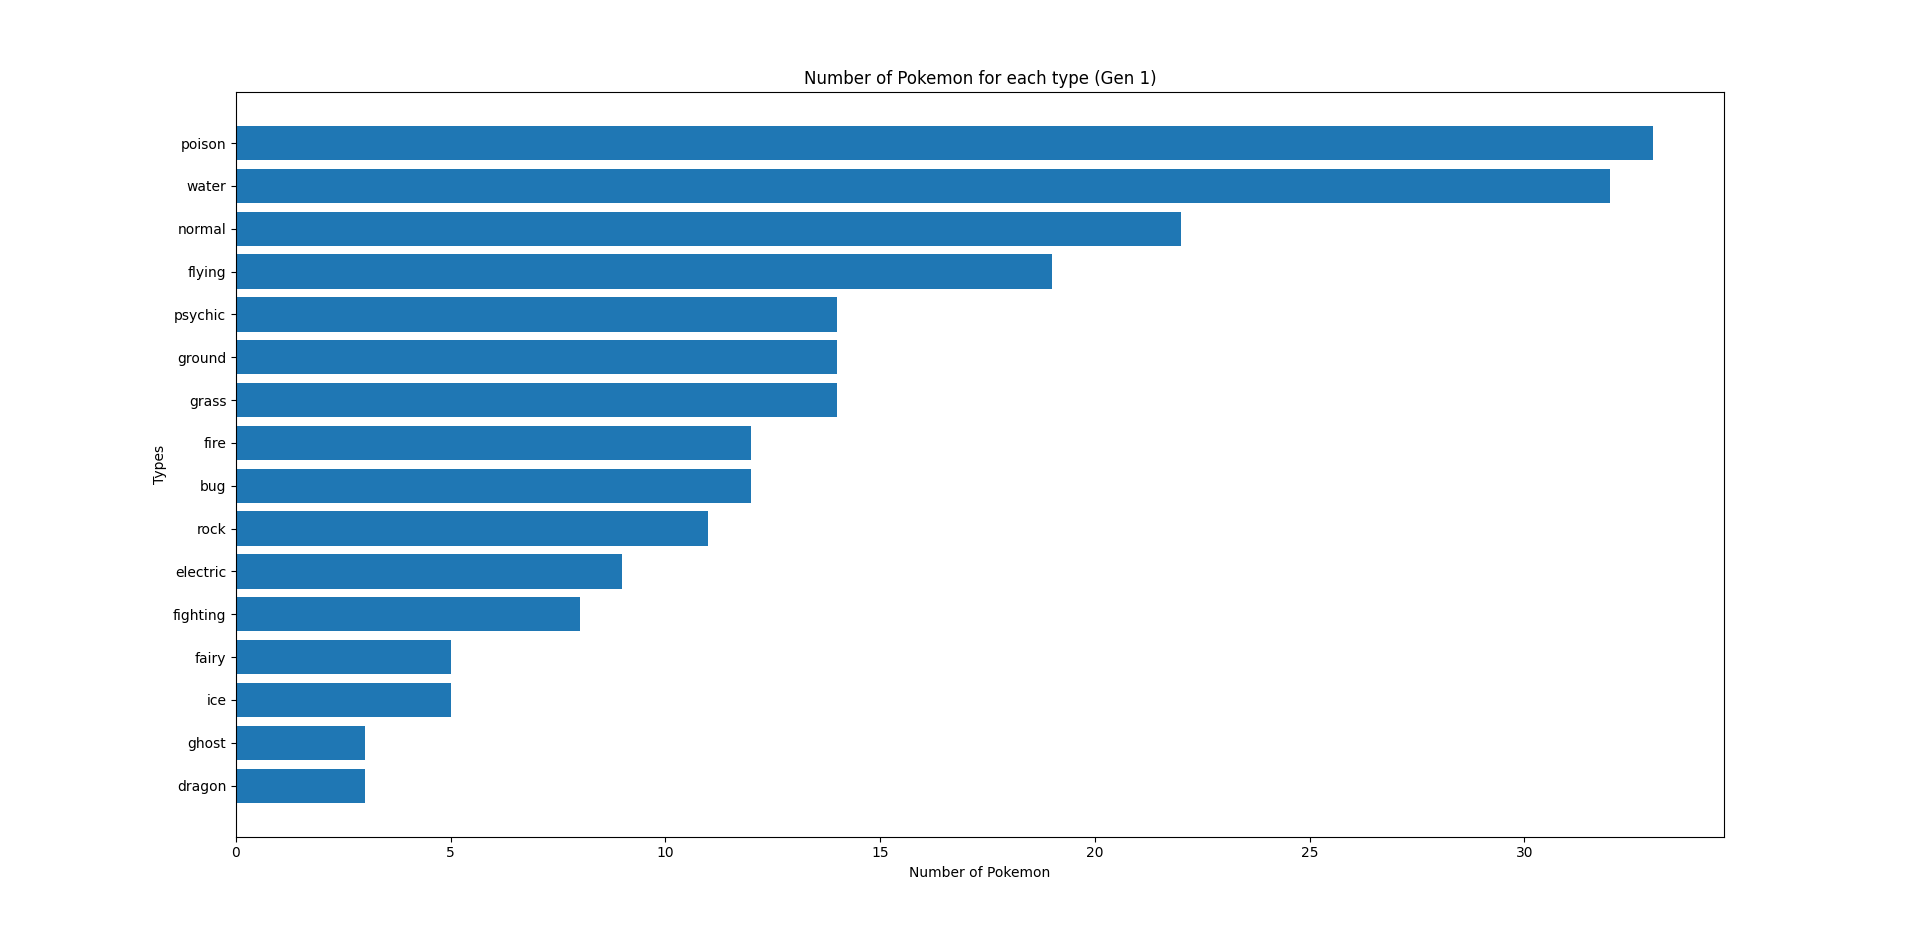 Number of Pokemon for each type (Gen 1)
Types
poison
water
normal
flying
psychic
ground
grass
fire
bug
rock
electric
fighting
fairy
ice
ghost
dragon
0 5 10 15 20 25 30
Number of Pokemon